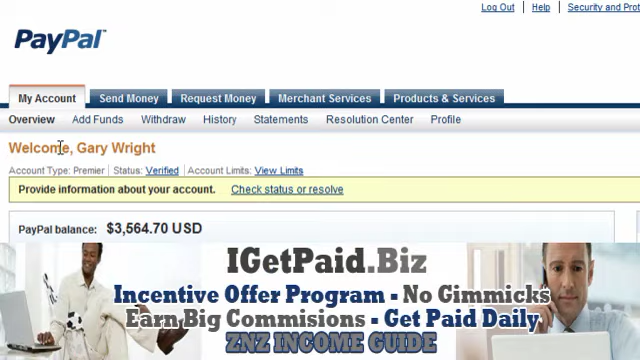 Log Out | Help | Security and Prot
PayPal
My Account Send Money Request Money Merchant Services Products & Services
Overview Add Funds Withdraw History Statements Resolution Center Profile
Welcome, Gary Wright
Account Type: Premier | Status: Verified | Account Limits: View Limits
Provide information about your account. Check status or resolve
PayPal balance: $3,564.70 USD
IGetPaid.Biz
Incentive Offer Program - No Gimmicks
Earn Big Commisions - Get Paid Daily
ZNZ INCOME GUIDE